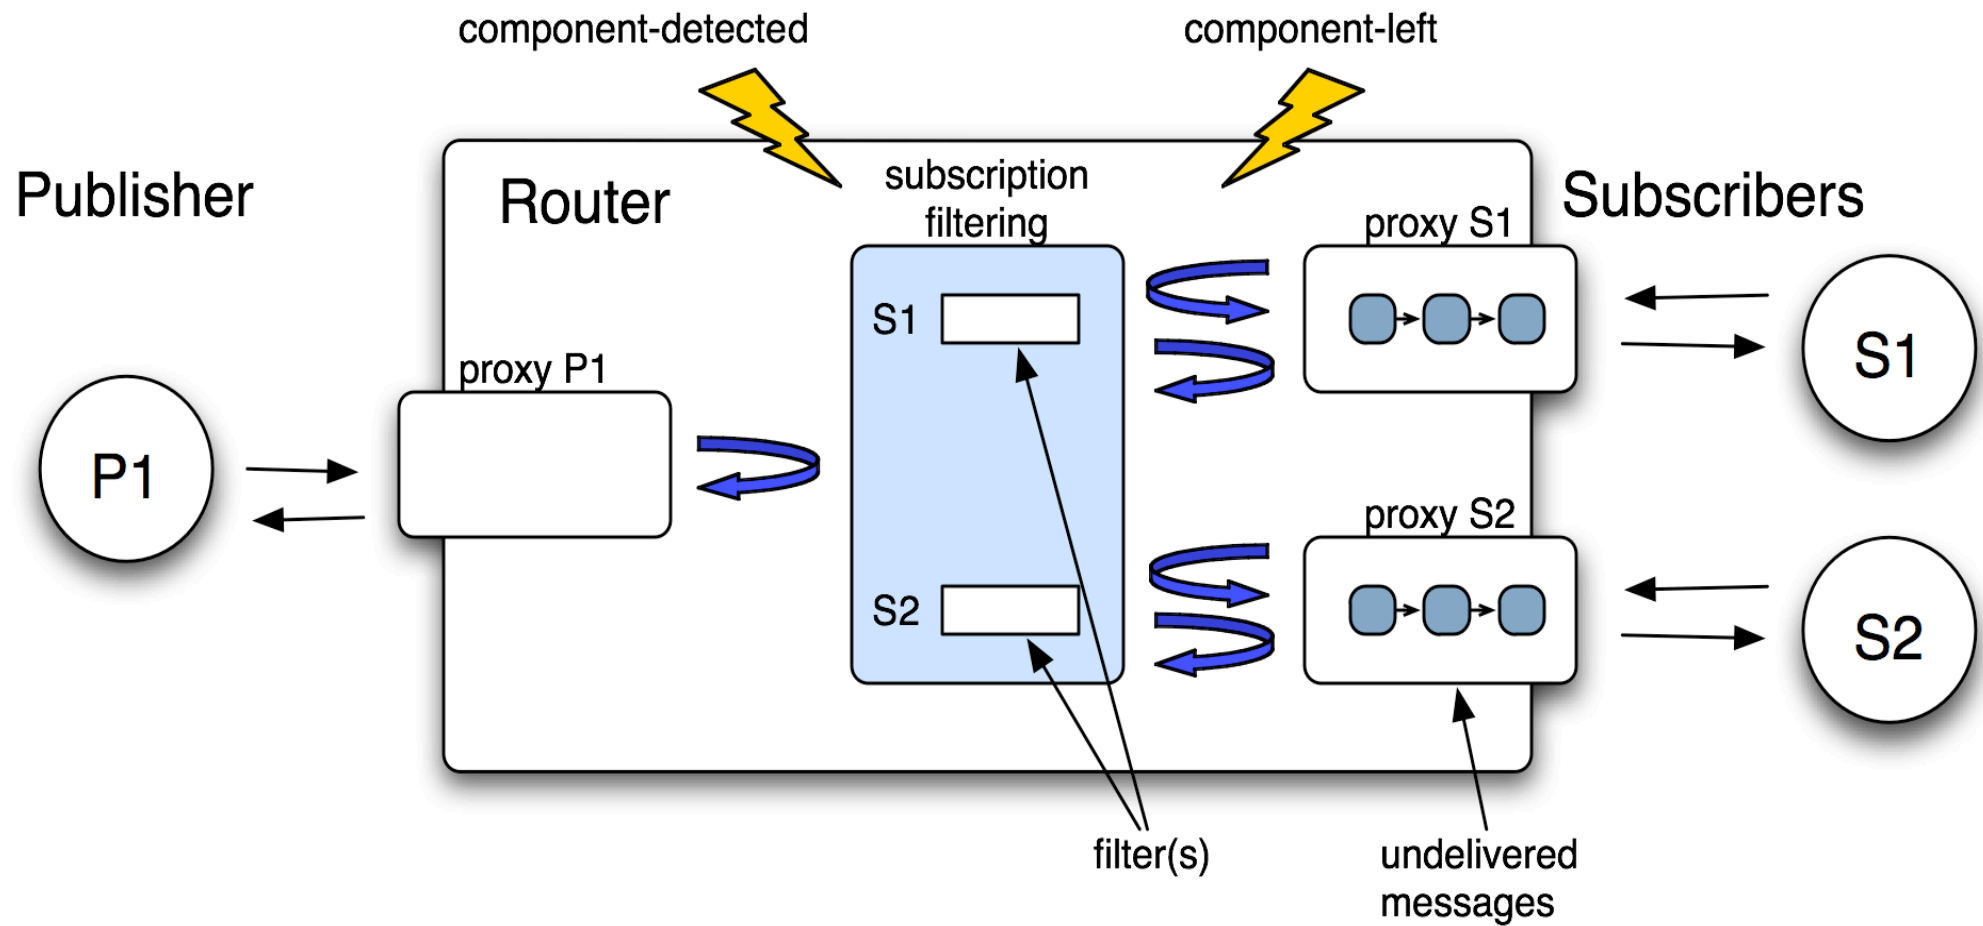 component-detected
component-left
Publisher
Router
subscription
filtering
proxy S1
Subscribers
S1
S1
proxy P1
P1
proxy S2
S2
S2
filter(s)
undelivered
messages